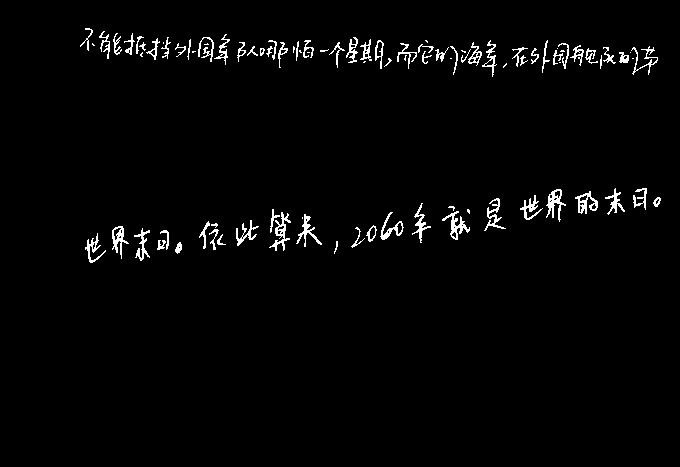 不能抵挡外国军队哪怕一个星期,而它的海军,在外国舰队的
世界末日。依此算来,2060年就是世界的末日。